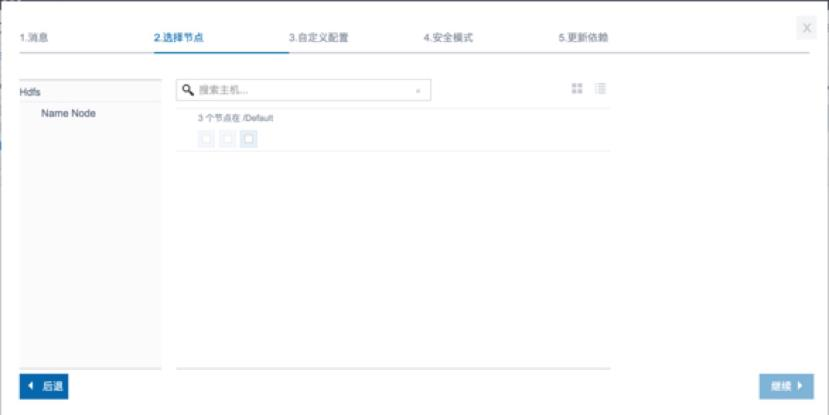 1.消息
2.选择节点
3.自定义配置
4.安全模式
5.更新依赖
X
Hdfs
Name Node
搜索主机...
×
3 个节点在 /Default
后退
继续